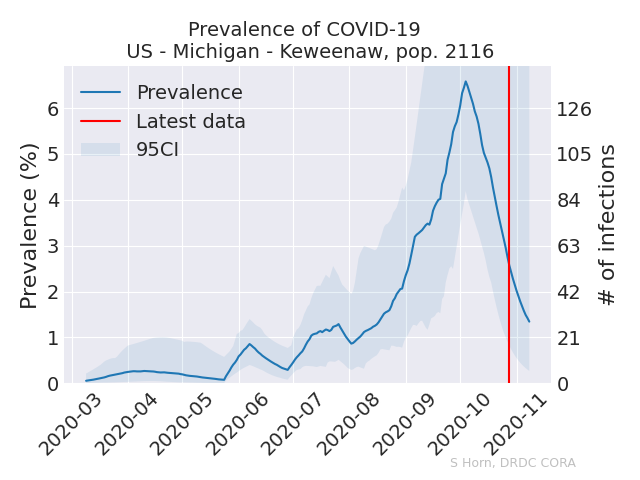 Prevalence of COVID-19
US - Michigan - Keweenaw, pop. 2116
Prevalence
Latest data
95CI
Prevalence (%)
6
5
4
3
2
1
0
126
105
84
63
42
21
0
# of infections
2020-03
2020-04
2020-05
2020-06
2020-07
2020-08
2020-09
2020-10
2020-11
S Horn, DRDC CORA